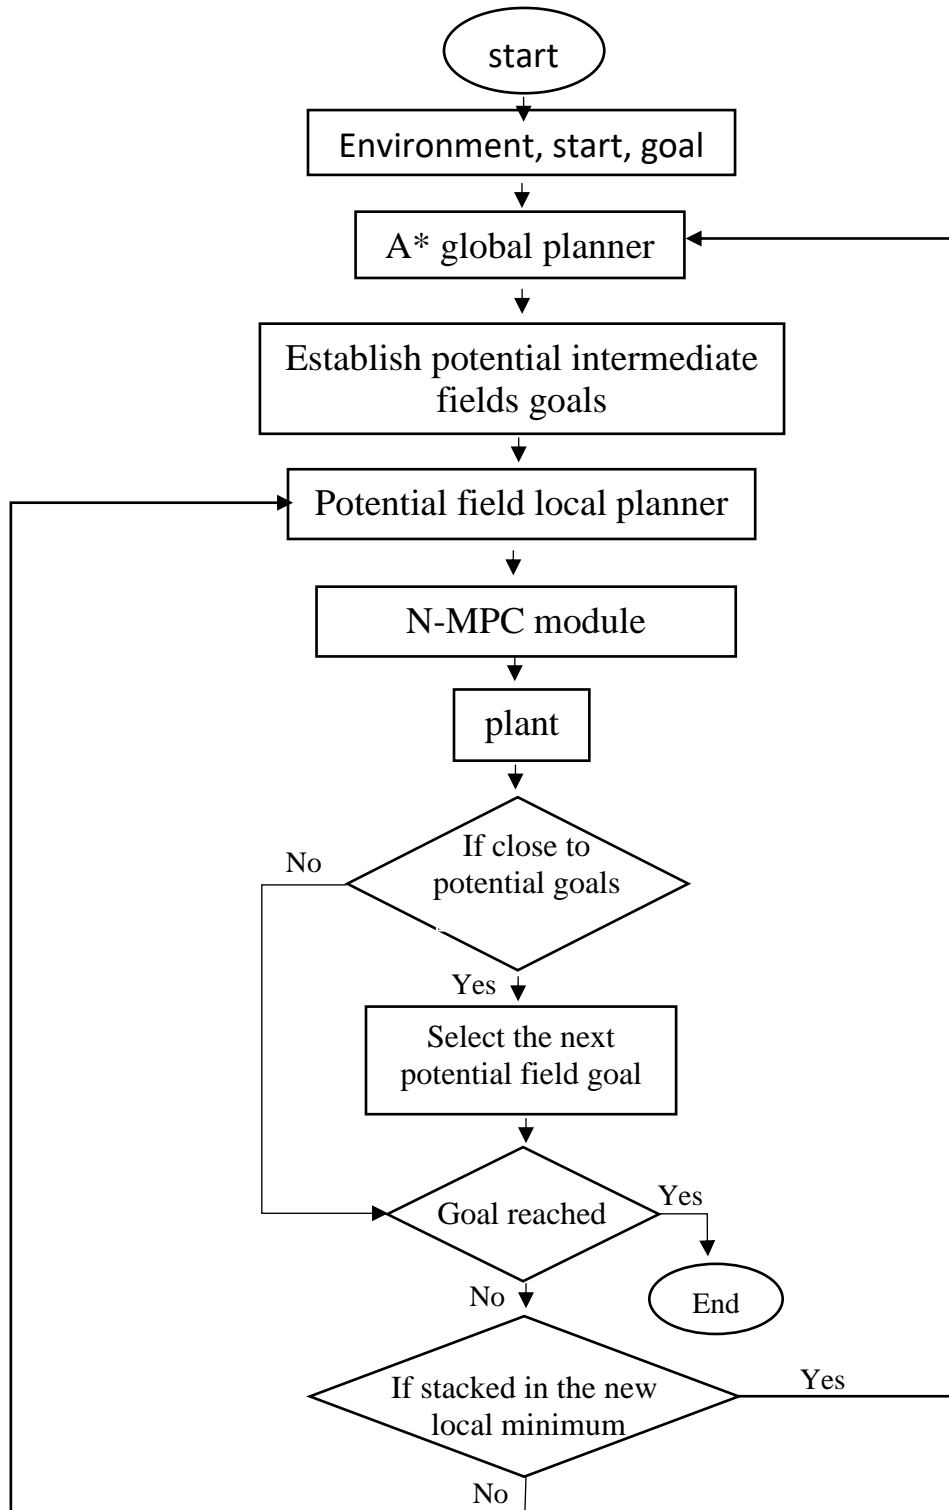 start
Environment, start, goal
A* global planner
Establish potential intermediate
fields goals
Potential field local planner
N-MPC module
plant
If close to
potential goals
No
Yes
Select the next
potential field goal
Goal reached
Yes
End
No
If stacked in the new
local minimum
Yes
No